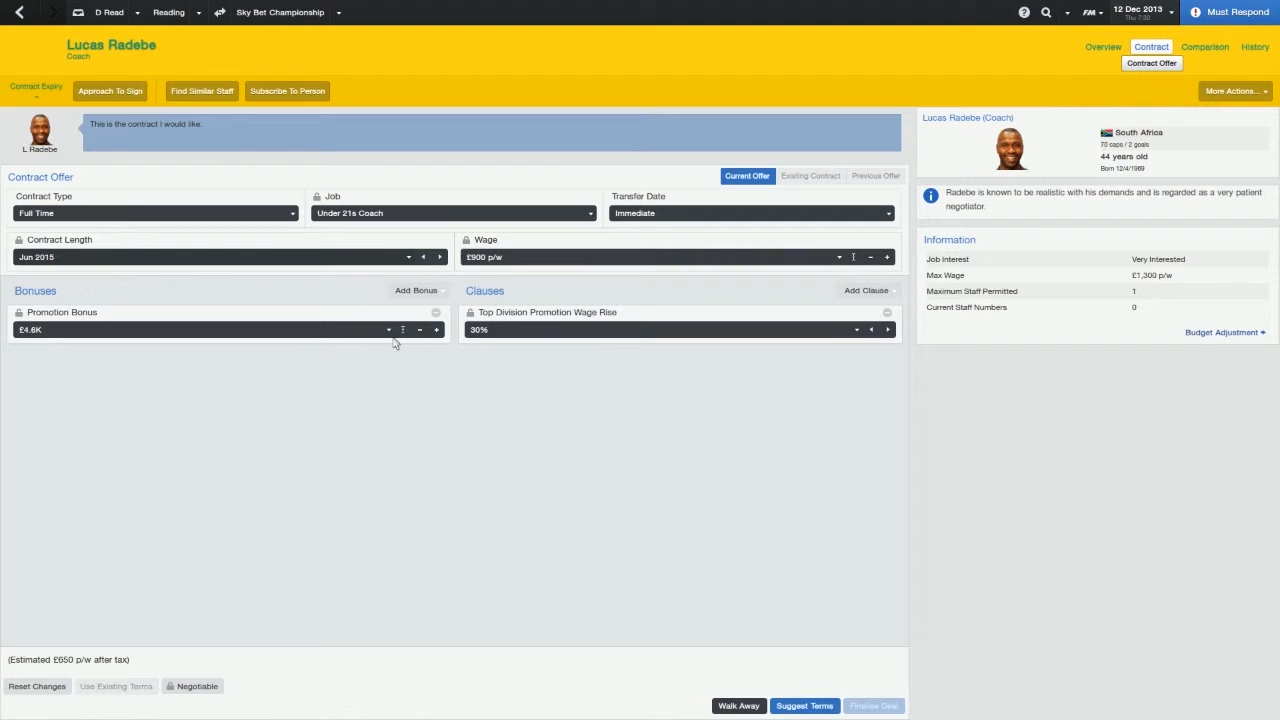 D Read
Reading
Sky Bet Championship
FM
12 Dec 2013
Thu 7:30
Must Respond
Lucas Radebe
Coach
Overview
Contract
Comparison
History
Contract Offer
Contract Expiry
-
Approach To Sign
Find Similar Staff
Subscribe To Person
More Actions...
This is the contract I would like:
L Radebe
Contract Offer
Current Offer
Existing Contract
Previous Offer
Contract Type
Job
Transfer Date
Full Time
Under 21s Coach
Immediate
Contract Length
Wage
Jun 2015
£900 p/w
Bonuses
Add Bonus
Clauses
Add Clause
Promotion Bonus
Top Division Promotion Wage Rise
£4.6K
30%
Lucas Radebe (Coach)
South Africa
70 caps / 2 goals
44 years old
Born 12/4/1969
Radebe is known to be realistic with his demands and is regarded as a very patient
negotiator.
Information
Job Interest Very Interested
Max Wage £1,300 p/w
Maximum Staff Permitted 1
Current Staff Numbers 0
Budget Adjustment
(Estimated £650 p/w after tax)
Reset Changes
Use Existing Terms
Negotiable
Walk Away
Suggest Terms
Finalise Deal